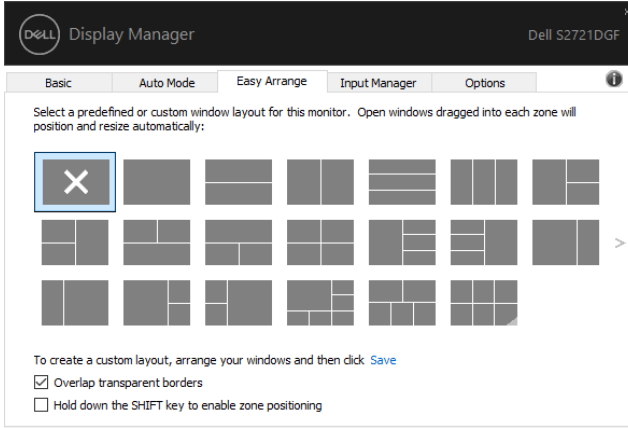 DELL Display Manager
Dell S2721DGF
Basic Auto Mode Easy Arrange Input Manager Options
Select a predefined or custom window layout for this monitor. Open windows dragged into each zone will
position and resize automatically:
To create a custom layout, arrange your windows and then click Save
Overlap transparent borders
Hold down the SHIFT key to enable zone positioning